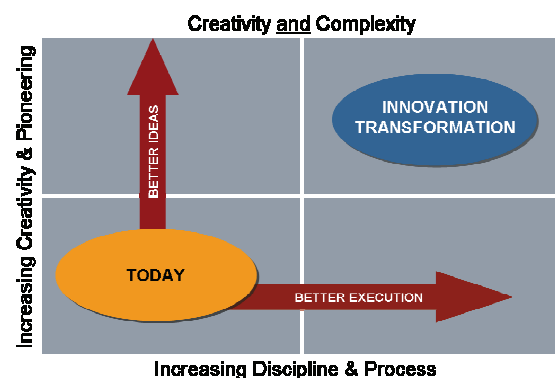 Creativity and Complexity
Increasing Creativity & Pioneering
BETTER IDEAS
INNOVATION
TRANSFORMATION
TODAY
BETTER EXECUTION
Increasing Discipline & Process